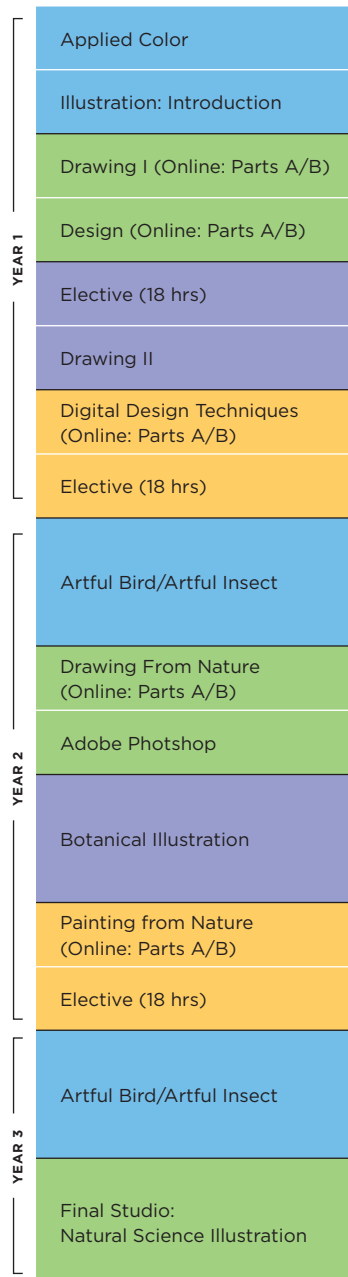 YEAR 1
Applied Color
Illustration: Introduction
Drawing I (Online: Parts A/B)
Design (Online: Parts A/B)
Elective (18 hrs)
Drawing II
Digital Design Techniques
(Online: Parts A/B)
Elective (18 hrs)
YEAR 2
Artful Bird/Artful Insect
Drawing From Nature
(Online: Parts A/B)
Adobe Photshop
Botanical Illustration
Painting from Nature
(Online: Parts A/B)
Elective (18 hrs)
YEAR 3
Artful Bird/Artful Insect
Final Studio:
Natural Science Illustration